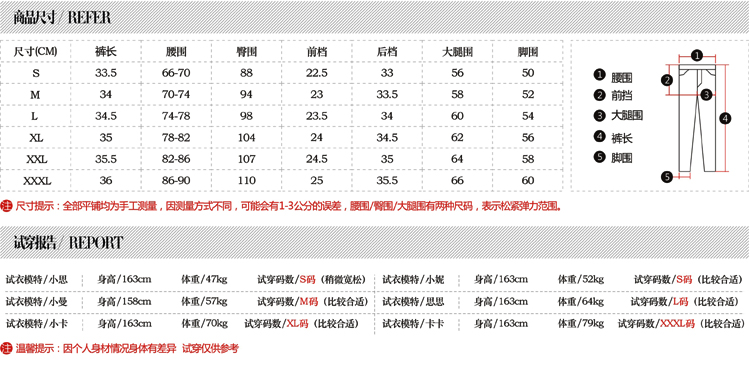 商品尺寸/ REFER
尺寸(CM) 裤长 腰围 臀围 前档 后档 大腿围 脚围
S 33.5 66-70 88 22.5 33 56 50
M 34 70-74 94 23 33.5 58 52
L 34.5 74-78 98 23.5 34 60 54
XL 35 78-82 104 24 34.5 62 56
XXL 35.5 82-86 107 24.5 35 64 58
XXXL 36 86-90 110 25 35.5 66 60
1 腰围
2 前挡
3 大腿围
4 裤长
5 脚围
1
2
3
4
5
注 尺寸提示：全部平铺均为手工测量，因测量方式不同，可能会有1-3公分的误差，腰围/臀围/大腿围有两种尺码，表示松紧弹力范围。
试穿报告/ REPORT
试衣模特/小思 身高/163cm 体重/47kg 试穿码数/S码（稍微宽松） 试衣模特/小妮 身高/163cm 体重/52kg 试穿码数/S码（比较合适）
试衣模特/小曼 身高/158cm 体重/57kg 试穿码数/M码（比较合适） 试衣模特/思思 身高/163cm 体重/64kg 试穿码数/L码（比较合适）
试衣模特/小卡 身高/163cm 体重/70kg 试穿码数/XL码（比较合适） 试衣模特/卡卡 身高/163cm 体重/79kg 试穿码数/XXXL码（比较合适）
注 温馨提示：因个人身材情况身体有差异 试穿仅供参考